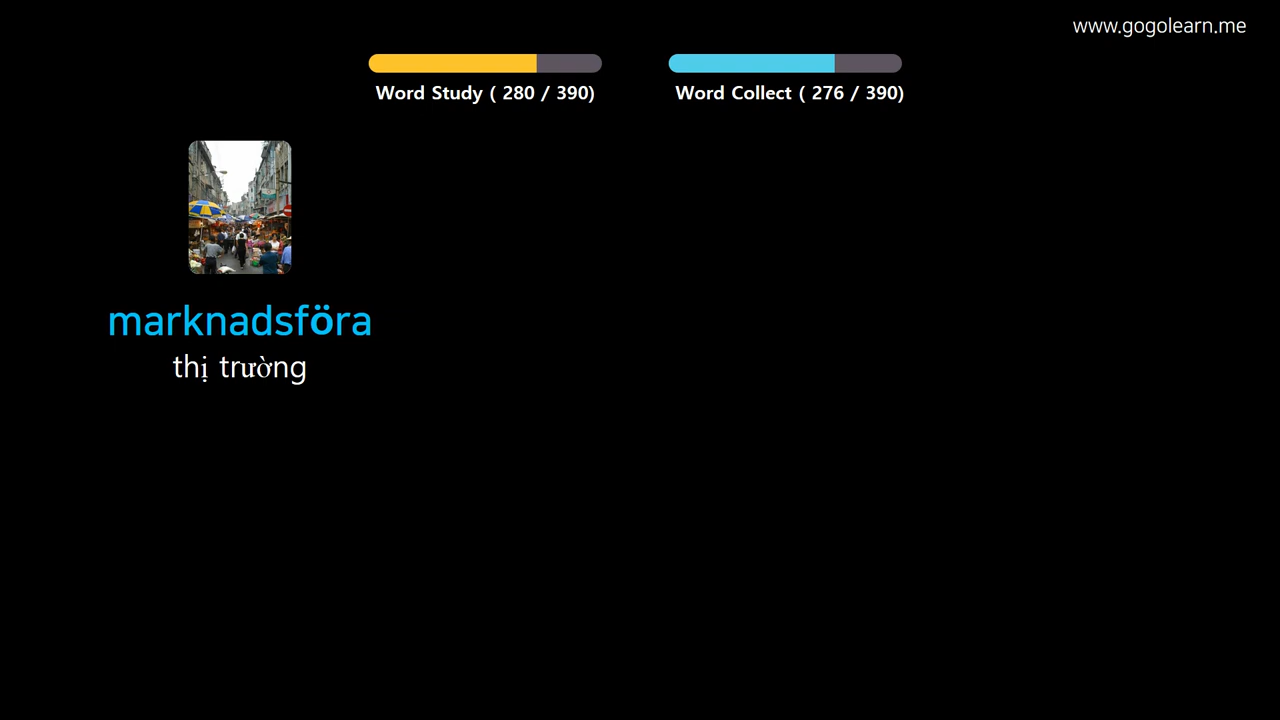 www.gogolearn.me
Word Study ( 280 / 390)
Word Collect ( 276 / 390)
marknadsföra
thị trường